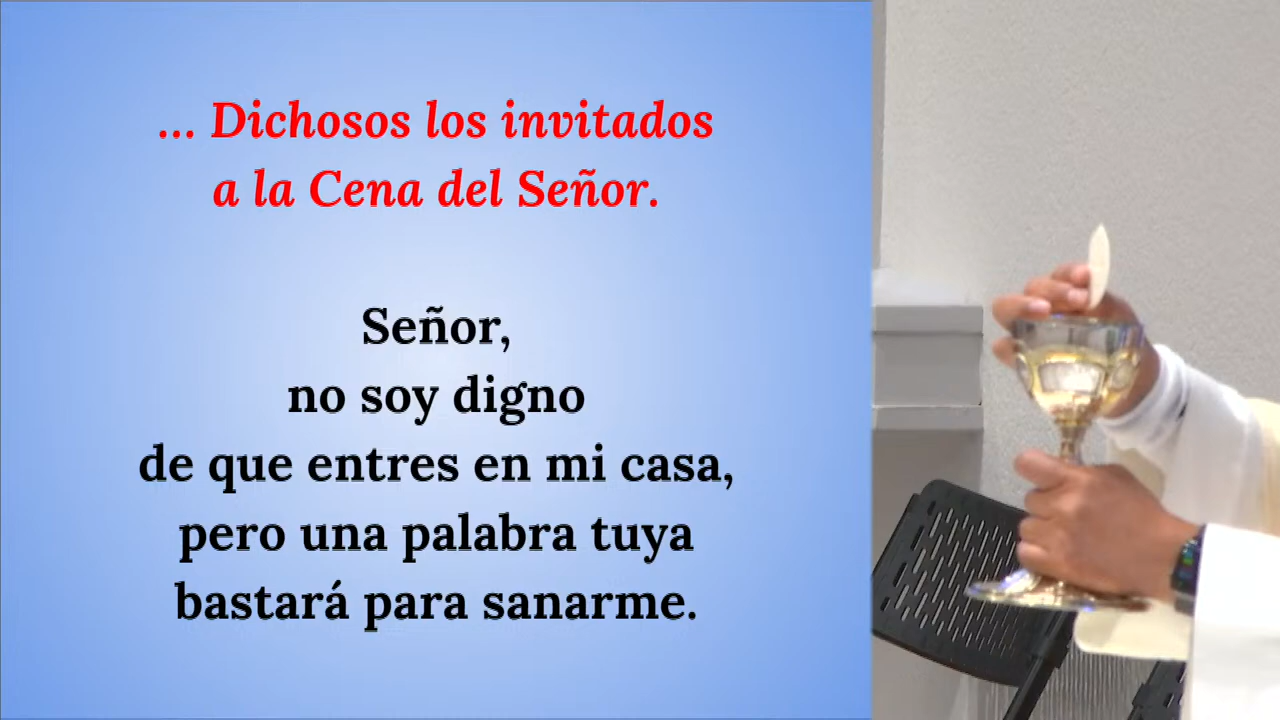 ... Dichosos los invitados
a la Cena del Señor.
Señor,
no soy digno
de que entres en mi casa,
pero una palabra tuya
bastará para sanarme.